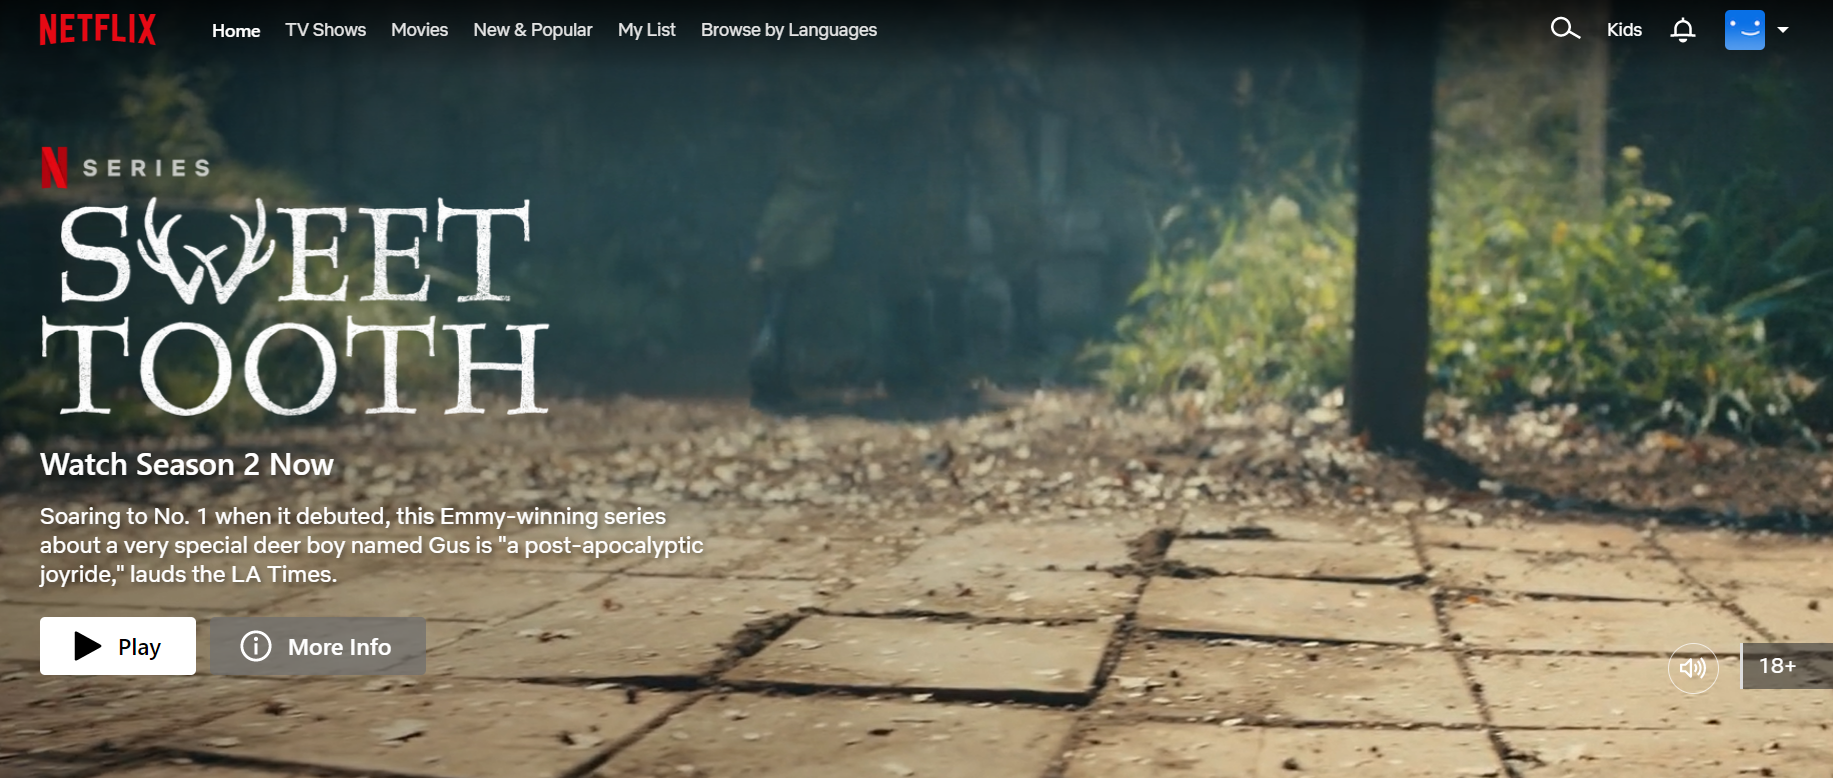 NETFLIX
Home TV Shows Movies New & Popular My List Browse by Languages
Kids
N SERIES
SWEET
TOOTH
Watch Season 2 Now
Soaring to No. 1 when it debuted, this Emmy-winning series
about a very special deer boy named Gus is "a post-apocalyptic
joyride," lauds the LA Times.
Play
More Info
18+